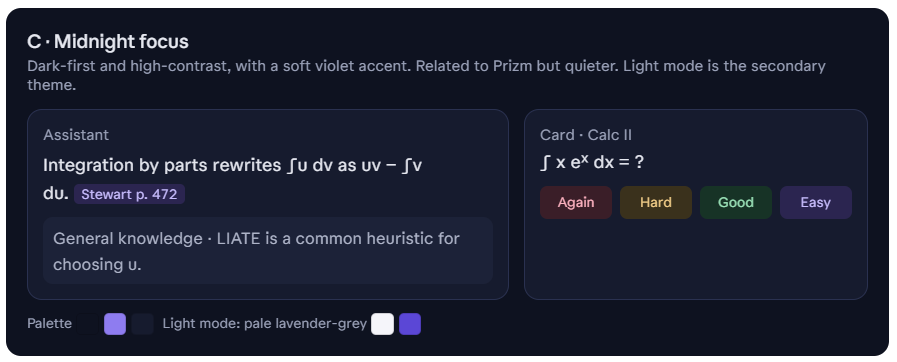 C · Midnight focus
Dark-first and high-contrast, with a soft violet accent. Related to Prizm but quieter. Light mode is the secondary
theme.
Assistant
Integration by parts rewrites ∫u dv as uv − ∫v
du. Stewart p. 472
General knowledge · LIATE is a common heuristic for
choosing u.
Card · Calc II
∫ x eˣ dx = ?
Again Hard Good Easy
Palette Light mode: pale lavender-grey